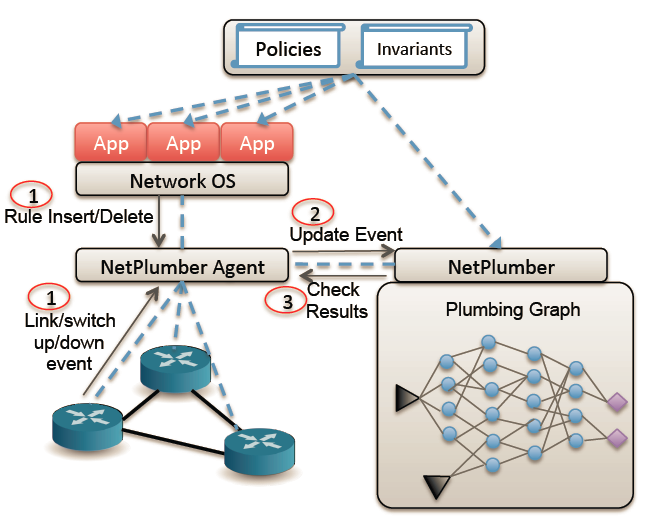 Policies
Invariants
App
App
App
Network OS
1
Rule Insert/Delete
2
Update Event
NetPlumber Agent
NetPlumber
1
Link/switch
up/down
event
3
Check
Results
Plumbing Graph